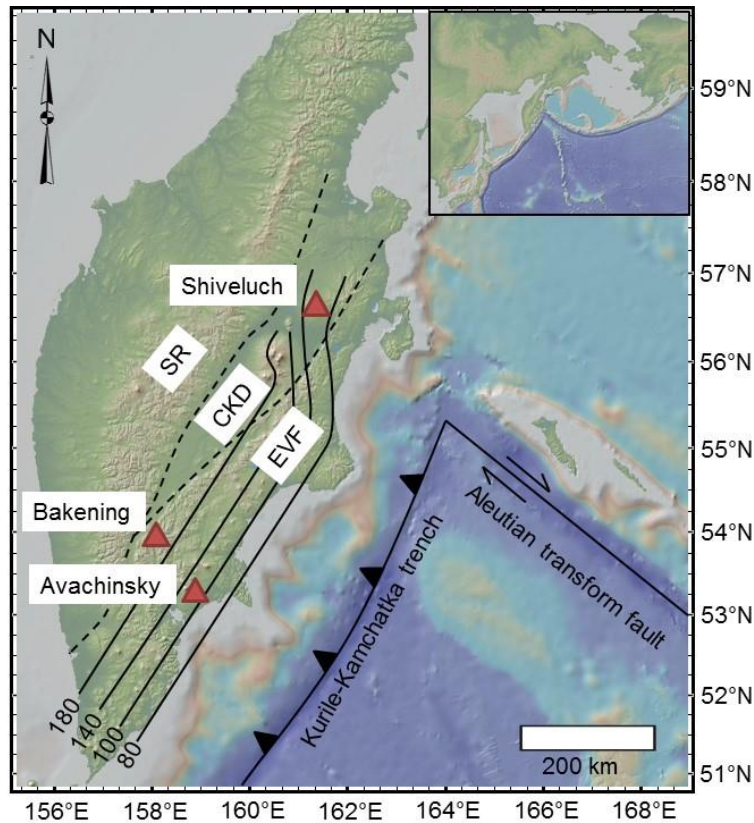 N
59°N
58°N
57°N
Shiveluch
SR
56°N
CKD
EVF
55°N
Bakening
54°N
Aleutian transform fault
Avachinsky
53°N
Kurile-Kamchatka trench
52°N
180
140
100
80
200 km
51°N
156°E
158°E
160°E
162°E
164°E
166°E
168°E